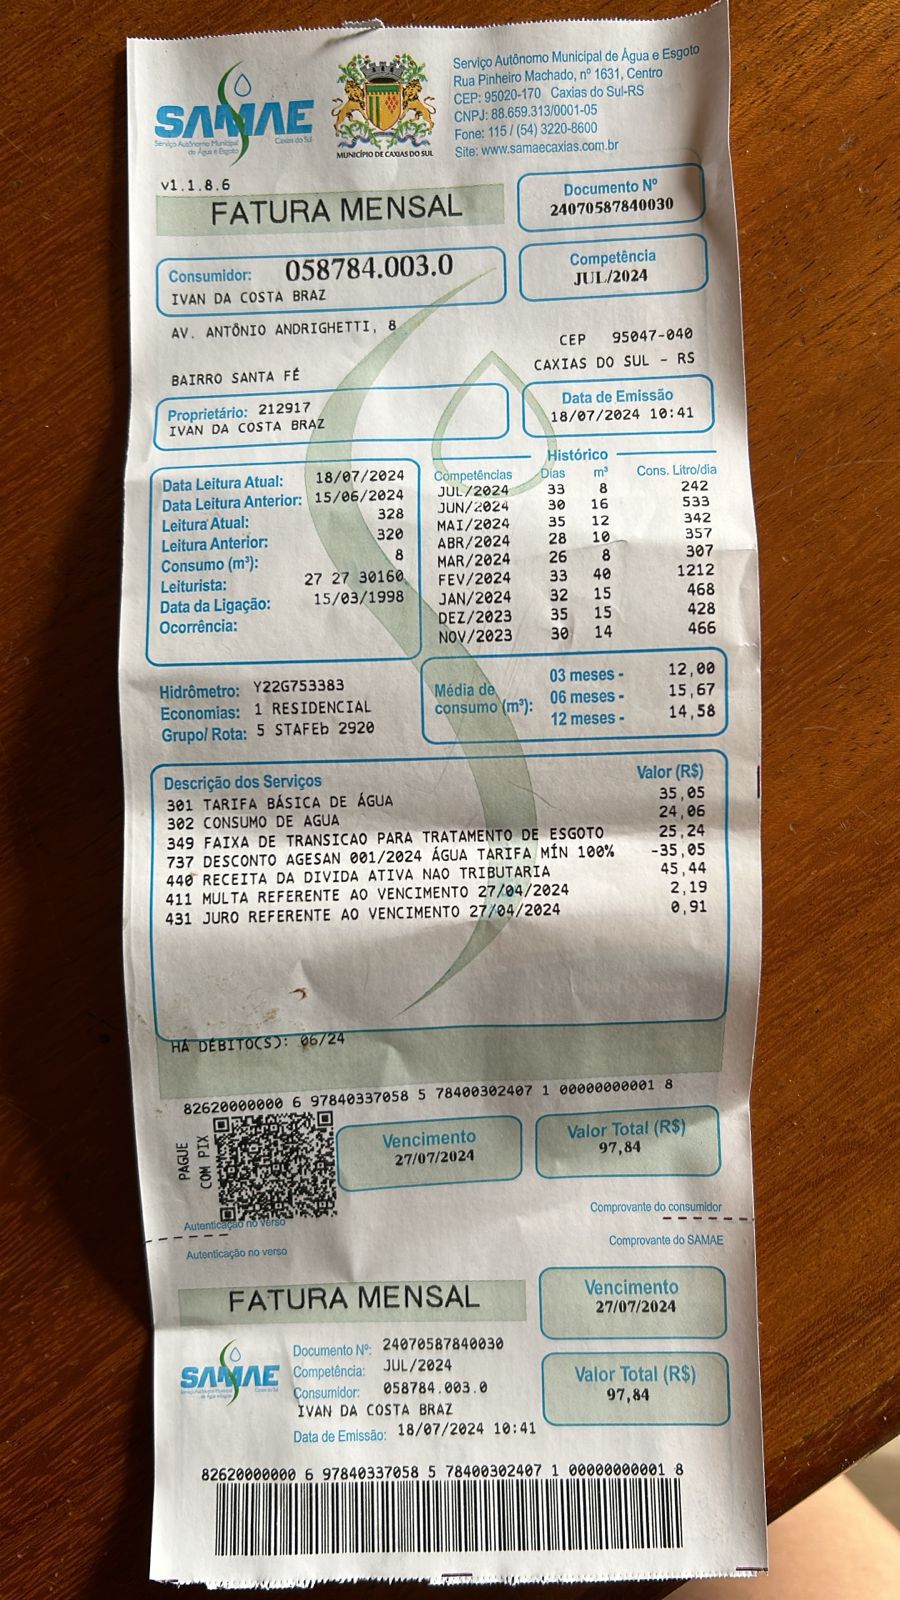 SAMAE
Serviço Autônomo Municipal
de Água e Esgoto
Caxias do Sul
MUNICÍPIO DE CAXIAS DO SUL
Serviço Autônomo Municipal de Água e Esgoto
Rua Pinheiro Machado, nº 1631, Centro
CEP: 95020-170 Caxias do Sul-RS
CNPJ: 88.659.313/0001-05
Fone: 115 / (54) 3220-8600
Site: www.samaecaxias.com.br
v1.1.8.6
FATURA MENSAL
Documento Nº
24070587840030
Consumidor: 058784.003.0
IVAN DA COSTA BRAZ
Competência
JUL/2024
AV. ANTÔNIO ANDRIGHETTI, 8
CEP 95047-040
BAIRRO SANTA FÉ
CAXIAS DO SUL - RS
Proprietário: 212917
IVAN DA COSTA BRAZ
Data de Emissão
18/07/2024 10:41
Data Leitura Atual: 18/07/2024
Data Leitura Anterior: 15/06/2024
Leitura Atual: 328
Leitura Anterior: 320
Consumo (m³): 8
Leiturista: 27 27 30160
Data da Ligação: 15/03/1998
Ocorrência:
Histórico
Competências Dias m³ Cons. Litro/dia
JUL/2024 33 8 242
JUN/2024 30 16 533
MAI/2024 35 12 342
ABR/2024 28 10 357
MAR/2024 26 8 307
FEV/2024 33 40 1212
JAN/2024 32 15 468
DEZ/2023 35 15 428
NOV/2023 30 14 466
Hidrômetro: Y22G753383
Economias: 1 RESIDENCIAL
Grupo/ Rota: 5 STAFEb 2920
Média de
consumo (m³):
03 meses - 12,00
06 meses - 15,67
12 meses - 14,58
Descrição dos Serviços Valor (R$)
301 TARIFA BÁSICA DE ÁGUA 35,05
302 CONSUMO DE AGUA 24,06
349 FAIXA DE TRANSICAO PARA TRATAMENTO DE ESGOTO 25,24
737 DESCONTO AGESAN 001/2024 ÁGUA TARIFA MÍN 100% -35,05
440 RECEITA DA DIVIDA ATIVA NAO TRIBUTARIA 45,44
411 MULTA REFERENTE AO VENCIMENTO 27/04/2024 2,19
431 JURO REFERENTE AO VENCIMENTO 27/04/2024 0,91
HÁ DÉBITO(S): 06/24
82620000000 6 97840337058 5 78400302407 1 00000000001 8
PAGUE
COM PIX
Vencimento
27/07/2024
Valor Total (R$)
97,84
Autenticação no verso
Comprovante do consumidor
Autenticação no verso
Comprovante do SAMAE
FATURA MENSAL
Vencimento
27/07/2024
SAMAE
Serviço Autônomo Municipal
de Água e Esgoto
Caxias do Sul
Documento Nº: 24070587840030
Competência: JUL/2024
Consumidor: 058784.003.0
IVAN DA COSTA BRAZ
Data de Emissão: 18/07/2024 10:41
Valor Total (R$)
97,84
82620000000 6 97840337058 5 78400302407 1 00000000001 8